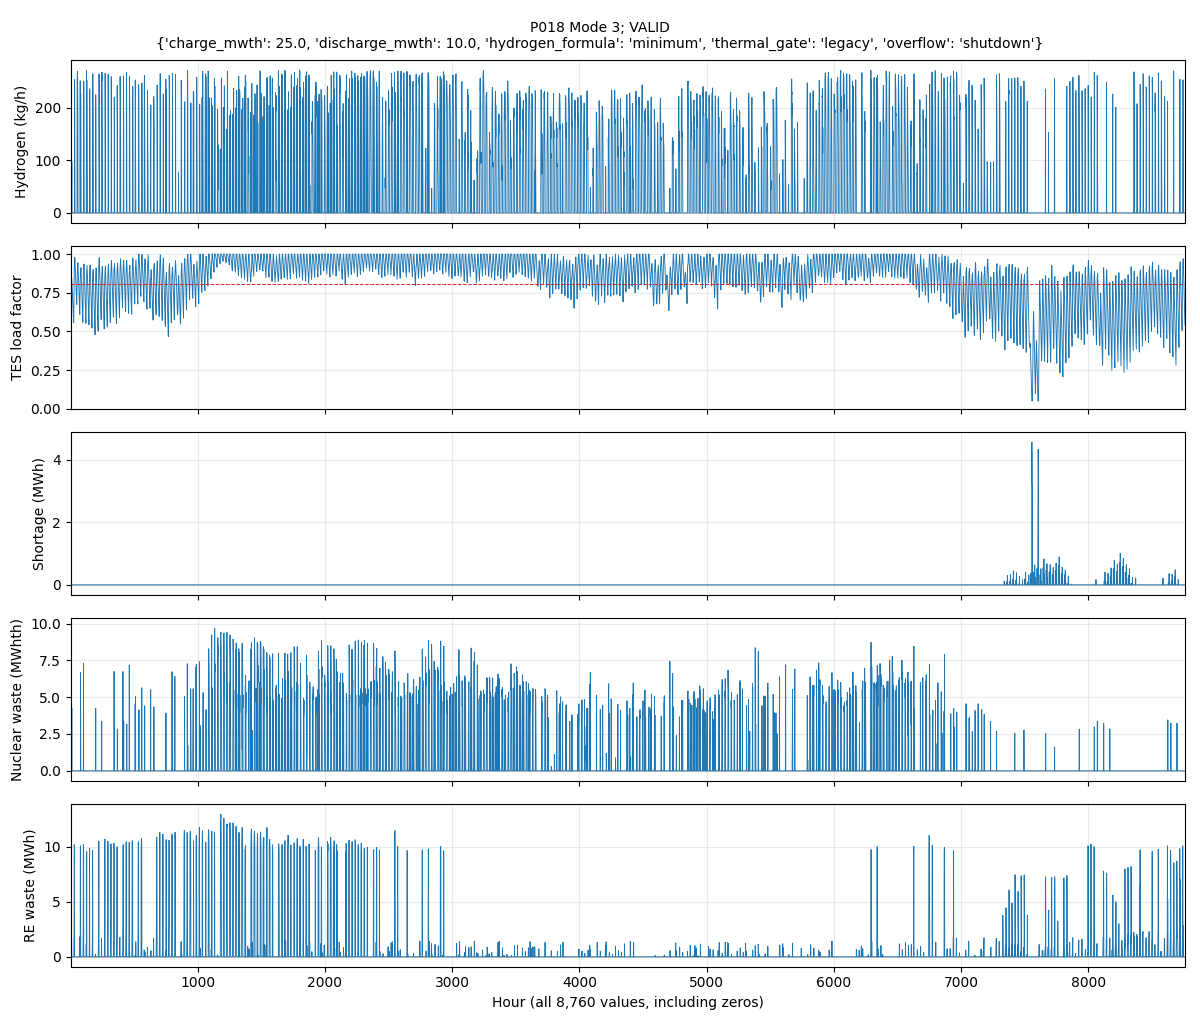 P018 Mode 3; VALID
{'charge_mwth': 25.0, 'discharge_mwth': 10.0, 'hydrogen_formula': 'minimum', 'thermal_gate': 'legacy', 'overflow': 'shutdown'}
Hydrogen (kg/h)
200
100
0
TES load factor
1.00
0.75
0.50
0.25
0.00
Shortage (MWh)
4
2
0
Nuclear waste (MWhth)
10.0
7.5
5.0
2.5
0.0
RE waste (MWh)
10
5
0
1000 2000 3000 4000 5000 6000 7000 8000
Hour (all 8,760 values, including zeros)